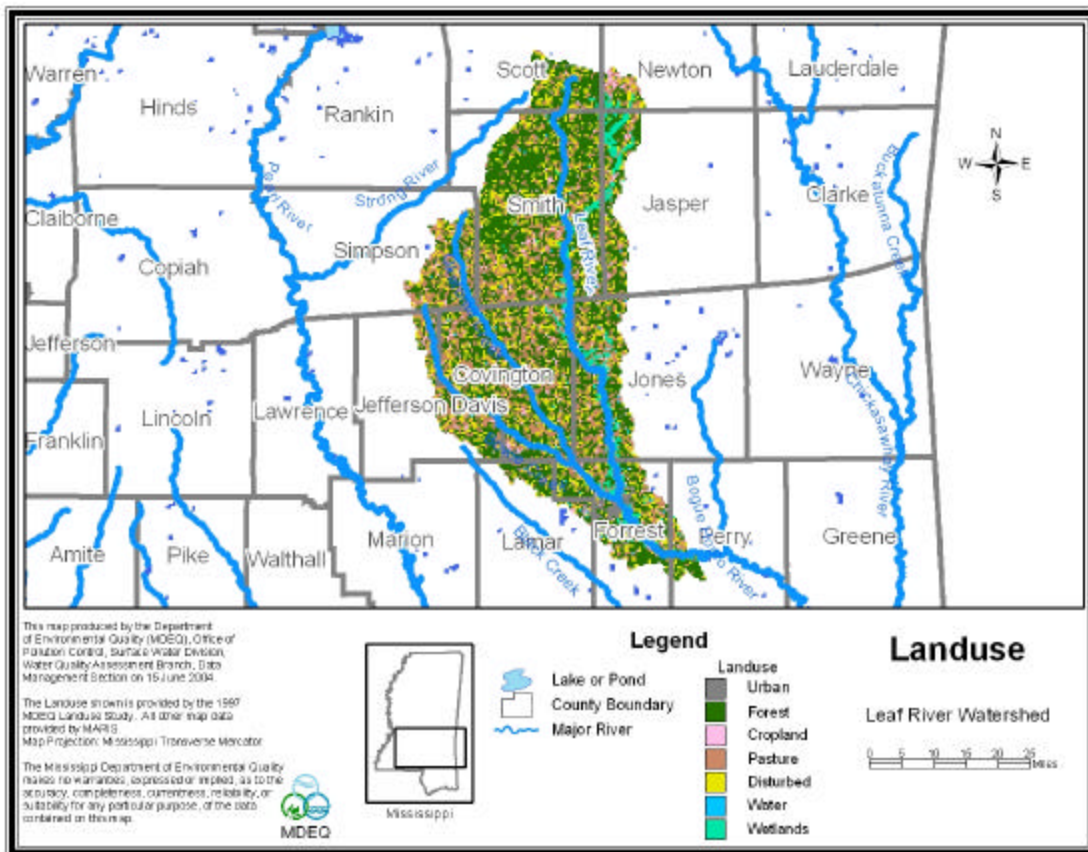 Scott
Newton
Lauderdale
Warren
Hinds
Rankin
N
W E
S
Pearl River
Strong River
Smith
Jasper
Clarke
Buckatunna Creek
Claiborne
Leaf River
Simpson
Copiah
Jefferson
Covington
Jones
Wayne
Jefferson Davis
Lincoln
Lawrence
Chickasawhay River
Franklin
Forrest
Perry
Greene
Amite
Pike
Walthall
Marion
Lamar
Black Creek
Bogue Homo River
This map produced by the Department
of Environmental Quality (MDEQ), Office of
Pollution Control, Surface Water Division,
Water Quality Assessment Branch, Data
Management Section on 15 June 2004.
The Landuse shown is provided by the 1997
MDEQ Landuse Study. All other map data
provided by MARIS.
Map Projection: Mississippi Transverse Mercator
The Mississippi Department of Environmental Quality
makes no warranties, expressed or implied, as to the
accuracy, completeness, currentness, reliability, or
suitability for any particular purpose, of the data
contained on this map.
MDEQ
Mississippi
Legend
Lake or Pond
County Boundary
Major River
Landuse
Urban
Forest
Cropland
Pasture
Disturbed
Water
Wetlands
Landuse
Leaf River Watershed
0 5 10 15 20 25
Miles